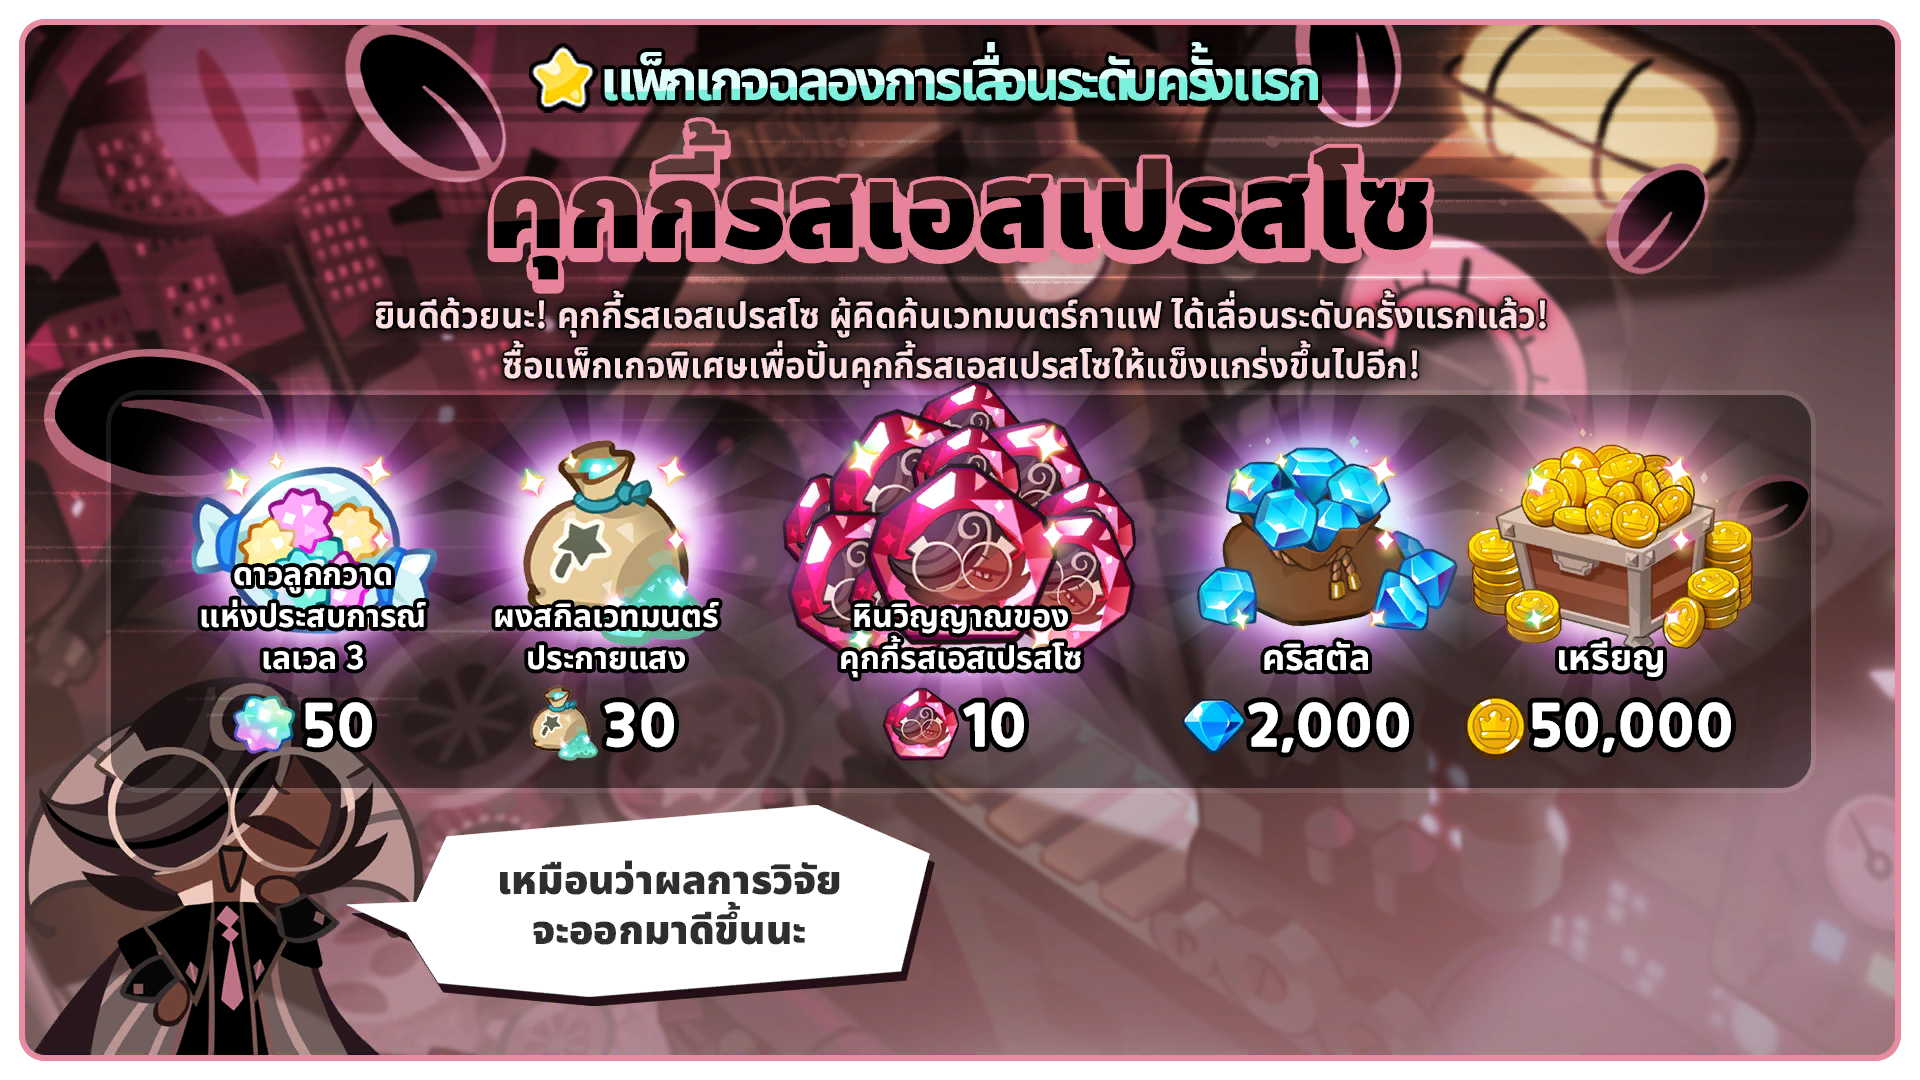 แพ็กเกจฉลองการเลื่อนระดับครั้งแรก
คุกกี้รสเอสเปรสโซ
ยินดีด้วยนะ! คุกกี้รสเอสเปรสโซ ผู้คิดค้นเวทมนตร์กาแฟ ได้เลื่อนระดับครั้งแรกแล้ว!
ซื้อแพ็กเกจพิเศษเพื่อปั้นคุกกี้รสเอสเปรสโซให้แข็งแกร่งขึ้นไปอีก!
ดาวลูกกวาด
แห่งประสบการณ์
เลเวล 3
50
ผงสกิลเวทมนตร์
ประกายแสง
30
หินวิญญาณของ
คุกกี้รสเอสเปรสโซ
10
คริสตัล
2,000
เหรียญ
50,000
เหมือนว่าผลการวิจัย
จะออกมาดีขึ้นนะ